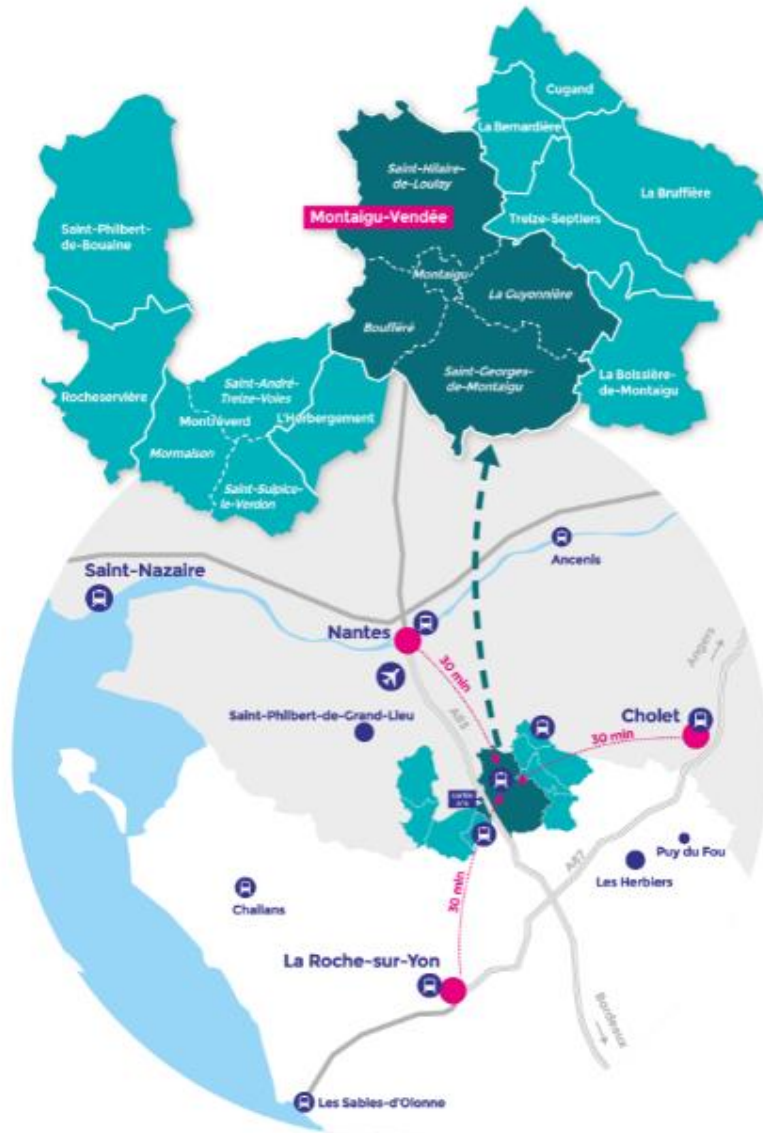 Cugand
La Bernardière
Saint-Hilaire-
de-Loulay
La Bruffière
Montaigu-Vendée
Treize-Septiers
Saint-Philbert-
de-Bouaine
Montaigu
La Guyonnière
Boufféré
Saint-Georges-
de-Montaigu
La Boissière-
de-Montaigu
Rocheservière
Saint-André-
Treize-Voies
Montréverd
L'Herbergement
Mormaison
Saint-Sulpice-
le-Verdon
Ancenis
Saint-Nazaire
Nantes
30 min
Angers
A83
Saint-Philbert-de-Grand-Lieu
Cholet
30 min
Puy du Fou
A87
Les Herbiers
Challans
30 min
La Roche-sur-Yon
Bordeaux
Les Sables-d'Olonne